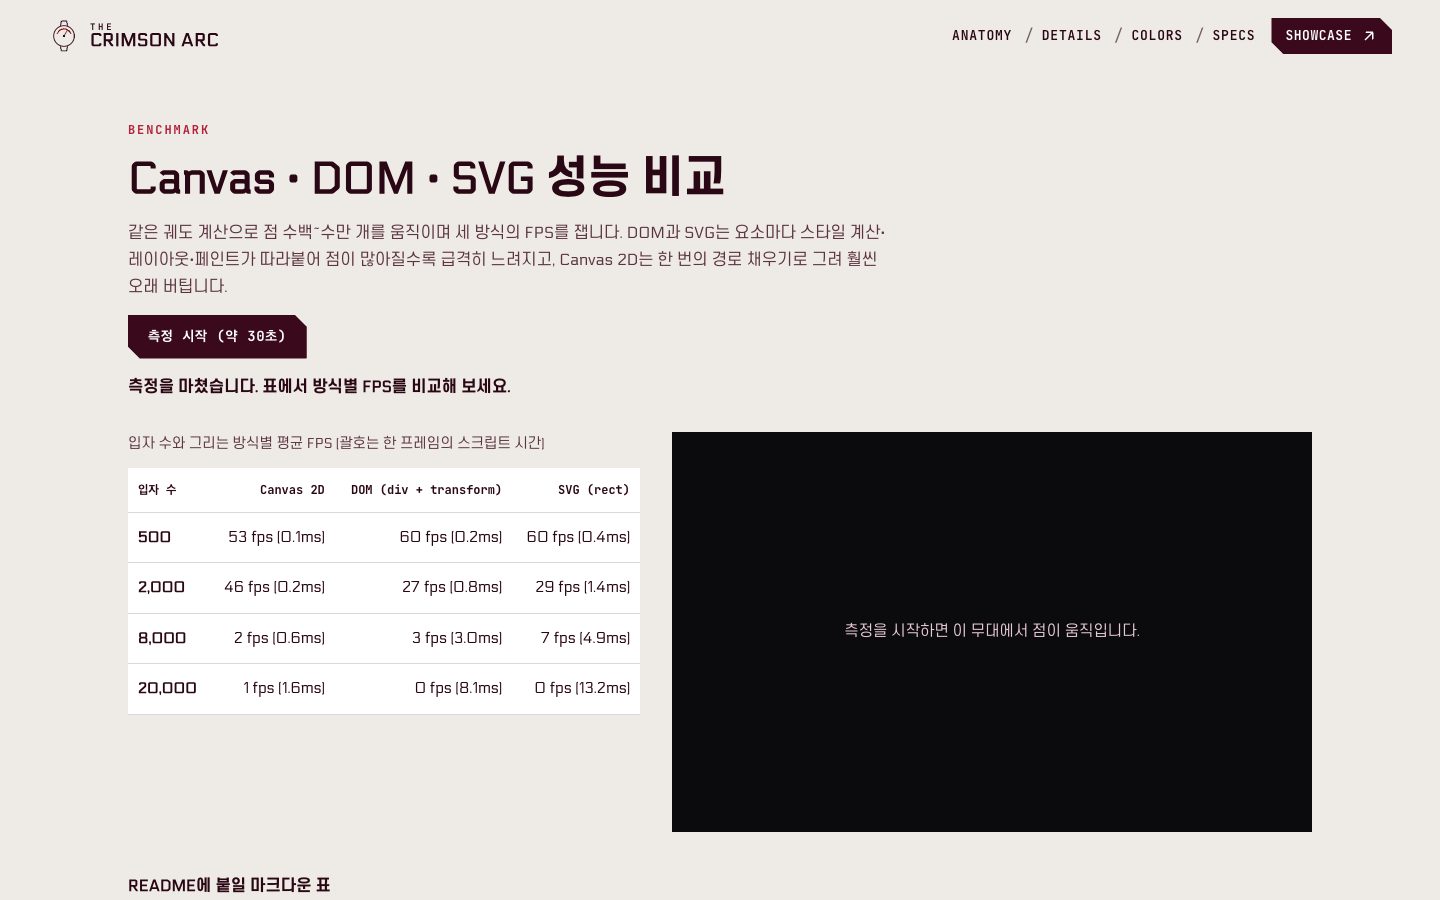 THE
CRIMSON ARC
ANATOMY / DETAILS / COLORS / SPECS
SHOWCASE
BENCHMARK
Canvas · DOM · SVG 성능 비교
같은 궤도 계산으로 점 수백~수만 개를 움직이며 세 방식의 FPS를 잽니다. DOM과 SVG는 요소마다 스타일 계산·
레이아웃·페인트가 따라붙어 점이 많아질수록 급격히 느려지고, Canvas 2D는 한 번의 경로 채우기로 그려 훨씬
오래 버팁니다.
측정 시작 (약 30초)
측정을 마쳤습니다. 표에서 방식별 FPS를 비교해 보세요.
입자 수와 그리는 방식별 평균 FPS (괄호는 한 프레임의 스크립트 시간)
입자 수 Canvas 2D DOM (div + transform) SVG (rect)
500 53 fps (0.1ms) 60 fps (0.2ms) 60 fps (0.4ms)
2,000 46 fps (0.2ms) 27 fps (0.8ms) 29 fps (1.4ms)
8,000 2 fps (0.6ms) 3 fps (3.0ms) 7 fps (4.9ms)
20,000 1 fps (1.6ms) 0 fps (8.1ms) 0 fps (13.2ms)
측정을 시작하면 이 무대에서 점이 움직입니다.
README에 붙일 마크다운 표